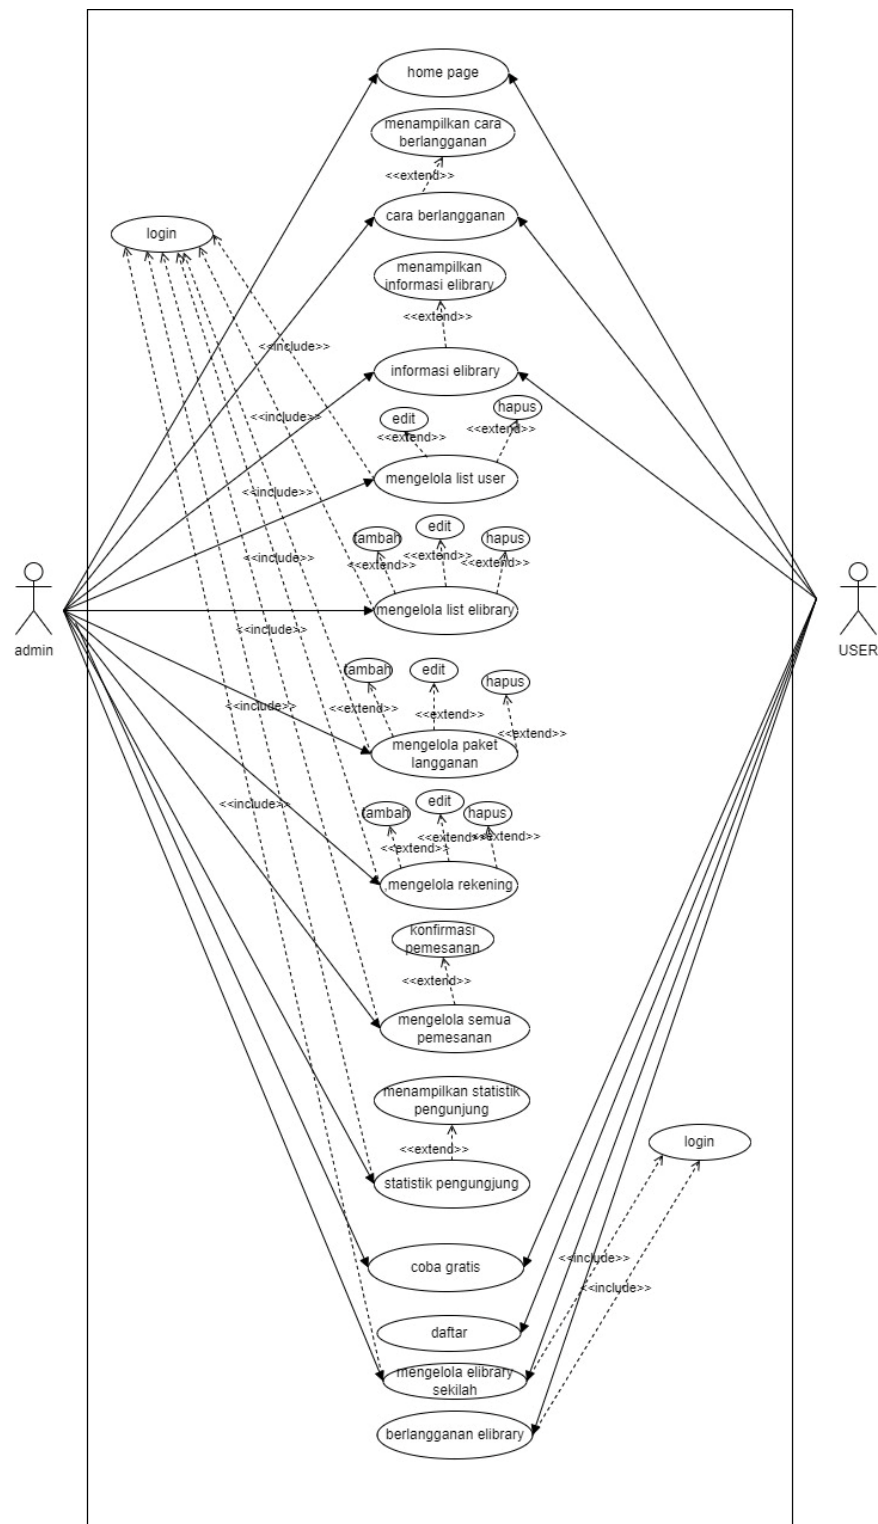 home page
menampilkan cara
berlangganan
<<extend>>
cara berlangganan
login
menampilkan
informasi elibrary
<<extend>>
<<include>>
informasi elibrary
edit
hapus
<<include>>
<<extend>>
<<extend>>
mengelola list user
<<include>>
tambah
edit
hapus
<<include>>
<<extend>>
<<extend>>
<<extend>>
mengelola list elibrary
admin
USER
<<include>>
tambah
edit
hapus
<<include>>
<<extend>>
<<extend>>
<<extend>>
mengelola paket
langganan
<<include>>
tambah
edit
hapus
<<extend>>
<<extend>>
<<extend>>
,mengelola rekening
konfirmasi
pemesanan
<<extend>>
mengelola semua
pemesanan
menampilkan statistik
pengunjung
<<extend>>
login
statistik pengungjung
<<include>>
coba gratis
<<include>>
daftar
mengelola elibrary
sekilah
berlangganan elibrary